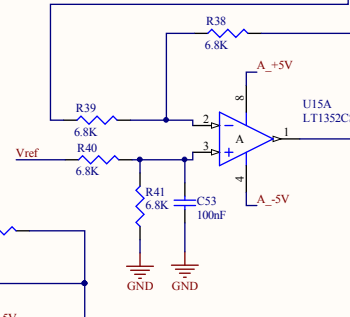 R38
6.8K
A_+5V
8
U15A
LT1352C
R39
6.8K
2
A
1
3
Vref
R40
6.8K
4
R41
6.8K
C53
100nF
A_-5V
GND
GND
5V